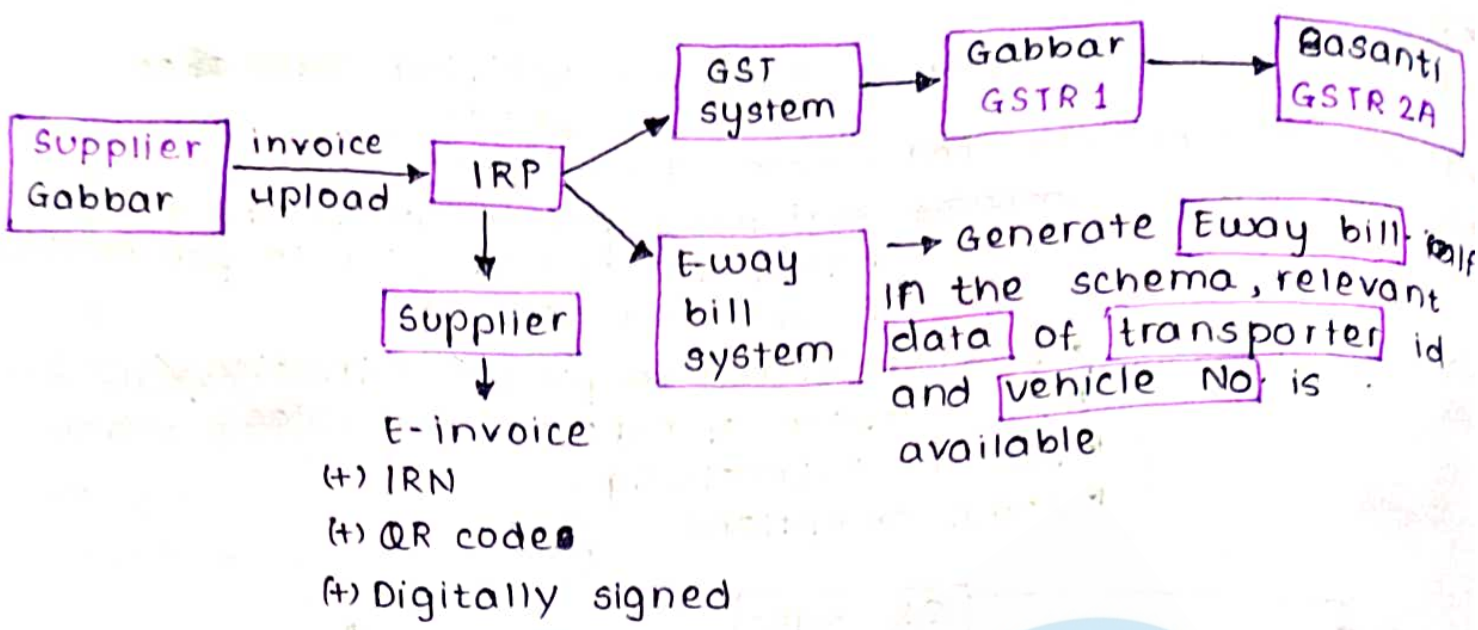 Supplier
Gabbar
invoice
upload
IRP
GST
system
Gabbar
GSTR 1
Basanti
GSTR 2A
E-way
bill
system
→ Generate Eway bill
in the schema, relevant
data of transporter id
and vehicle No. is
available
Supplier
E-invoice
(+) IRN
(+) QR code
(+) Digitally signed